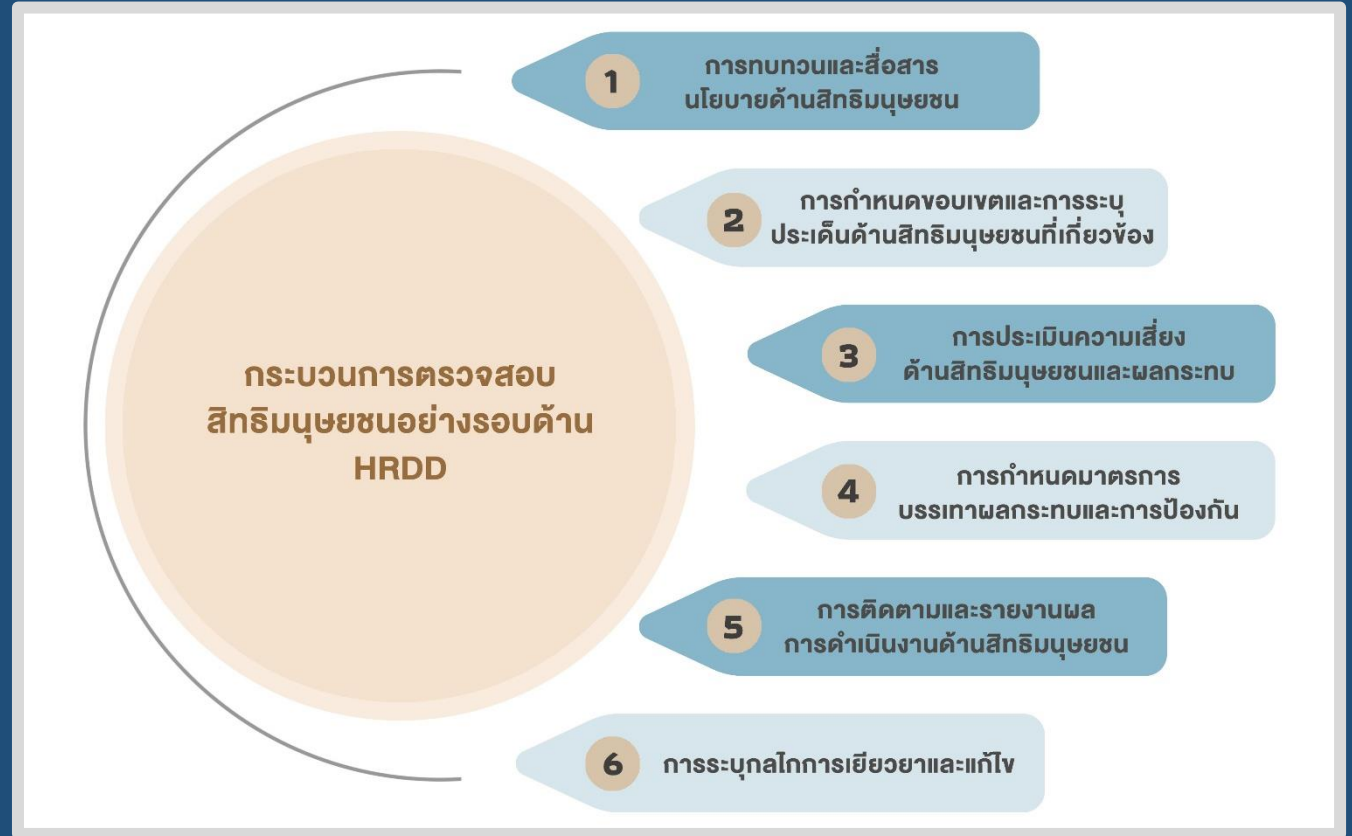 กระบวนการตรวจสอบ
สิทธิมนุษยชนอย่างรอบด้าน
HRDD
1
การทบทวนและสื่อสาร
นโยบายด้านสิทธิมนุษยชน
2
การกำหนดขอบเขตและการระบุ
ประเด็นด้านสิทธิมนุษยชนที่เกี่ยวข้อง
3
การประเมินความเสี่ยง
ด้านสิทธิมนุษยชนและผลกระทบ
4
การกำหนดมาตรการ
บรรเทาผลกระทบและการป้องกัน
5
การติดตามและรายงานผล
การดำเนินงานด้านสิทธิมนุษยชน
6
การระบุกลไกการเยียวยาและแก้ไข